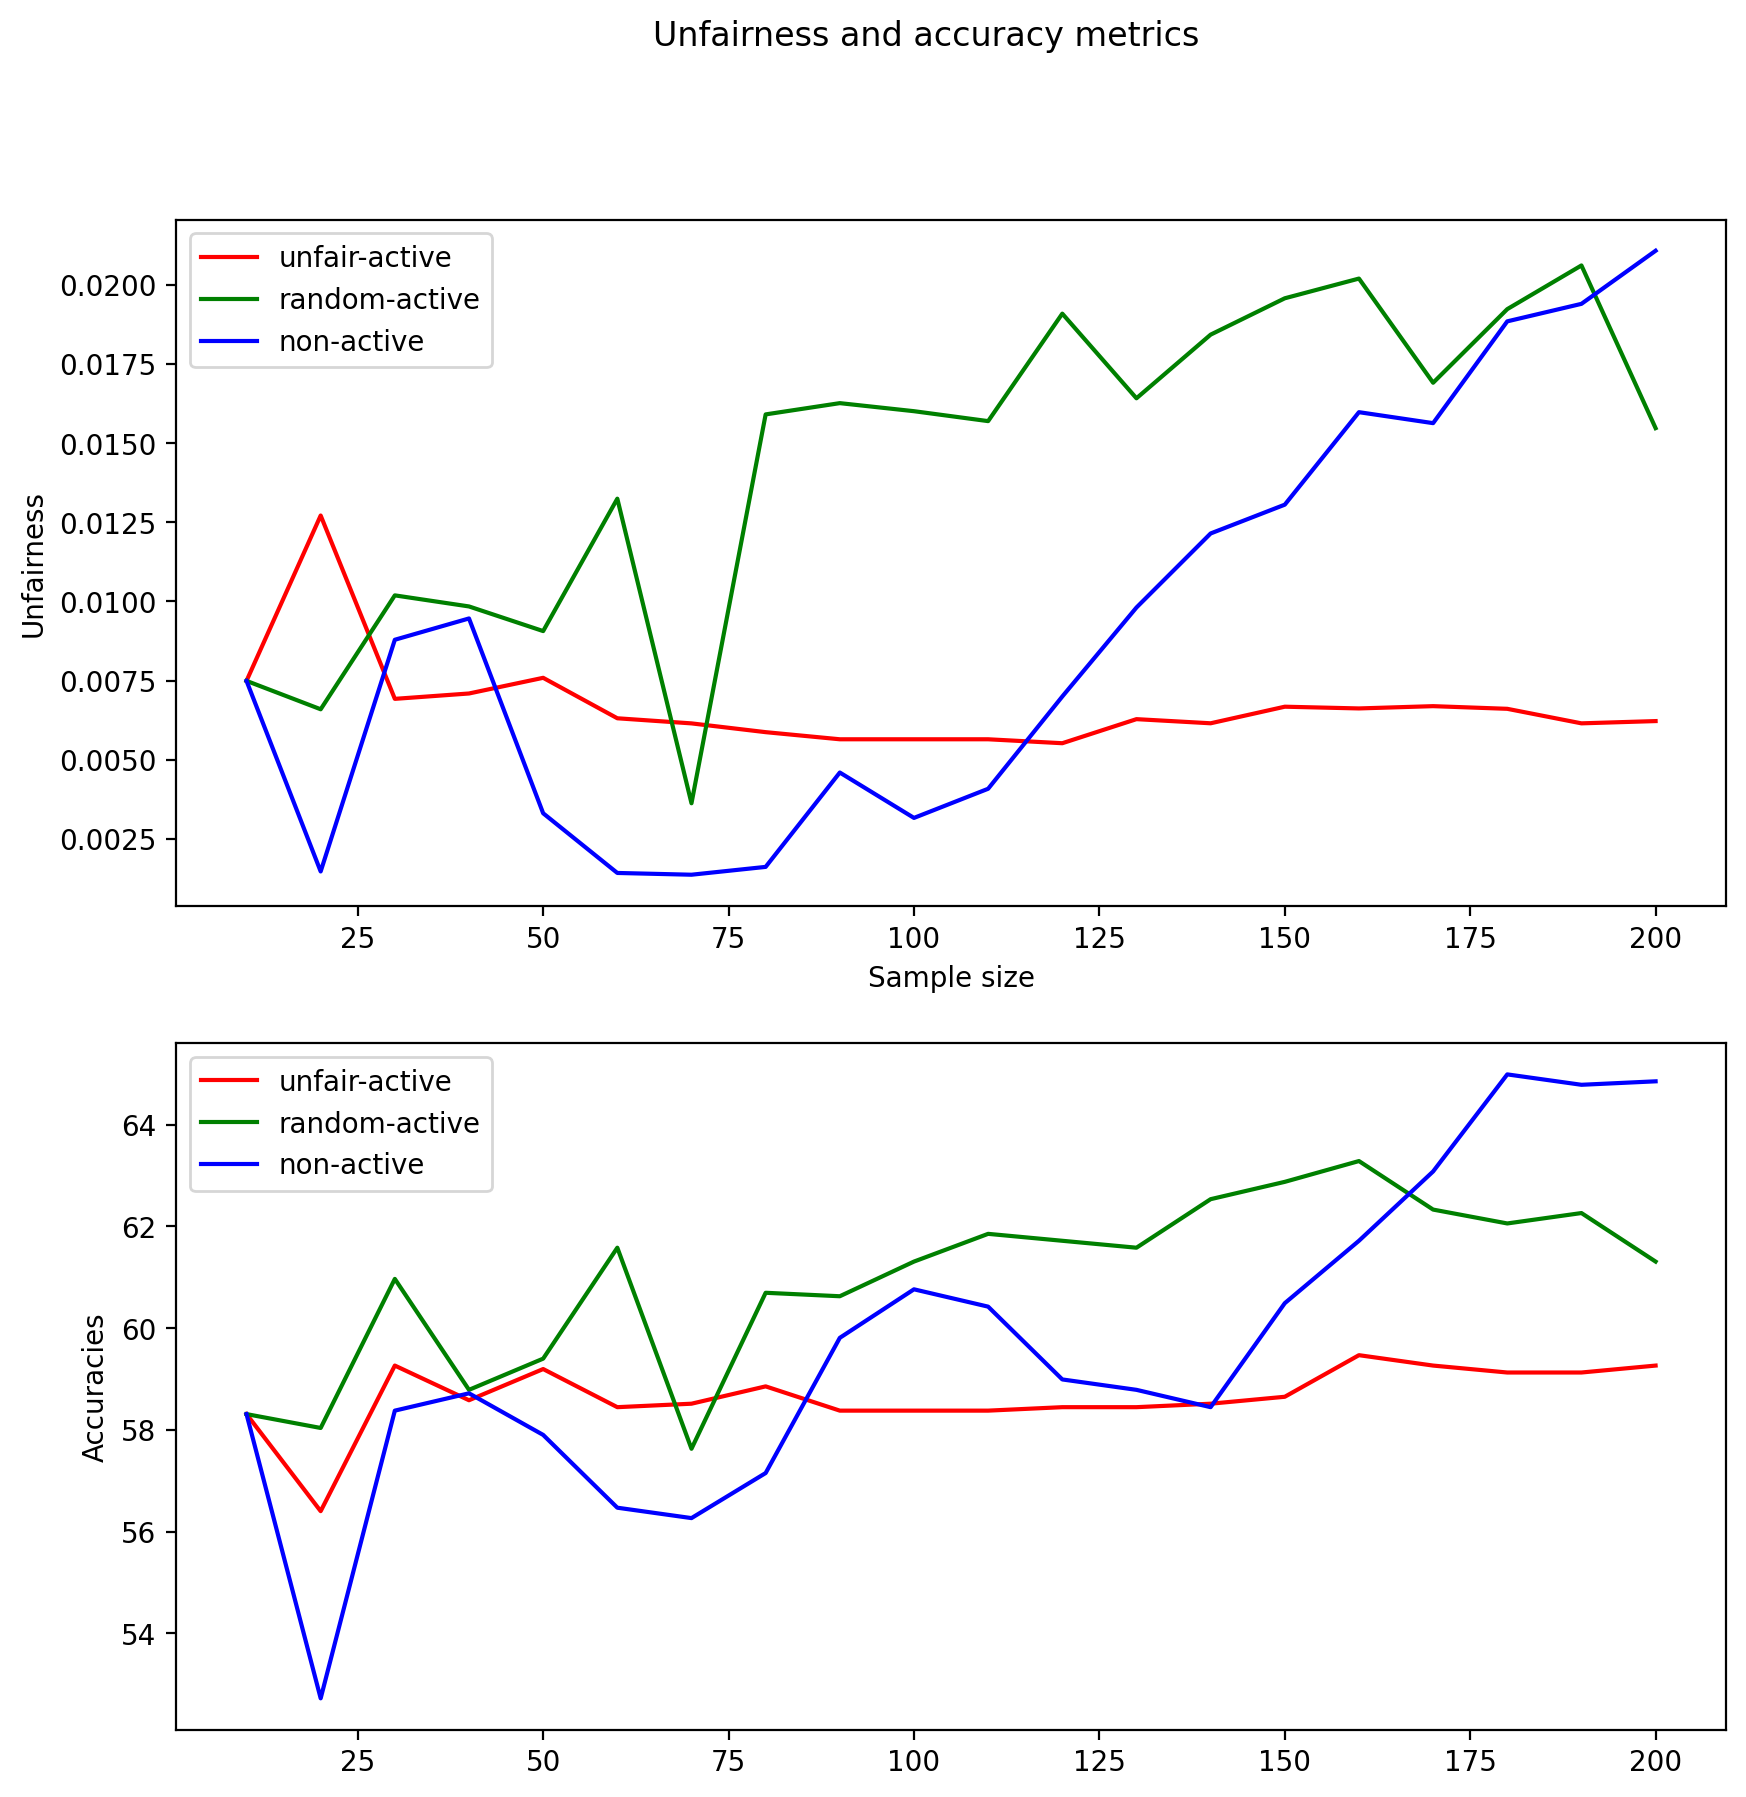 Unfairness and accuracy metrics
unfair-active
random-active
non-active
0.0200
0.0175
0.0150
0.0125
0.0100
0.0075
0.0050
0.0025
Unfairness
25 50 75 100 125 150 175 200
Sample size
unfair-active
random-active
non-active
64
62
60
58
56
54
Accuracies
25 50 75 100 125 150 175 200